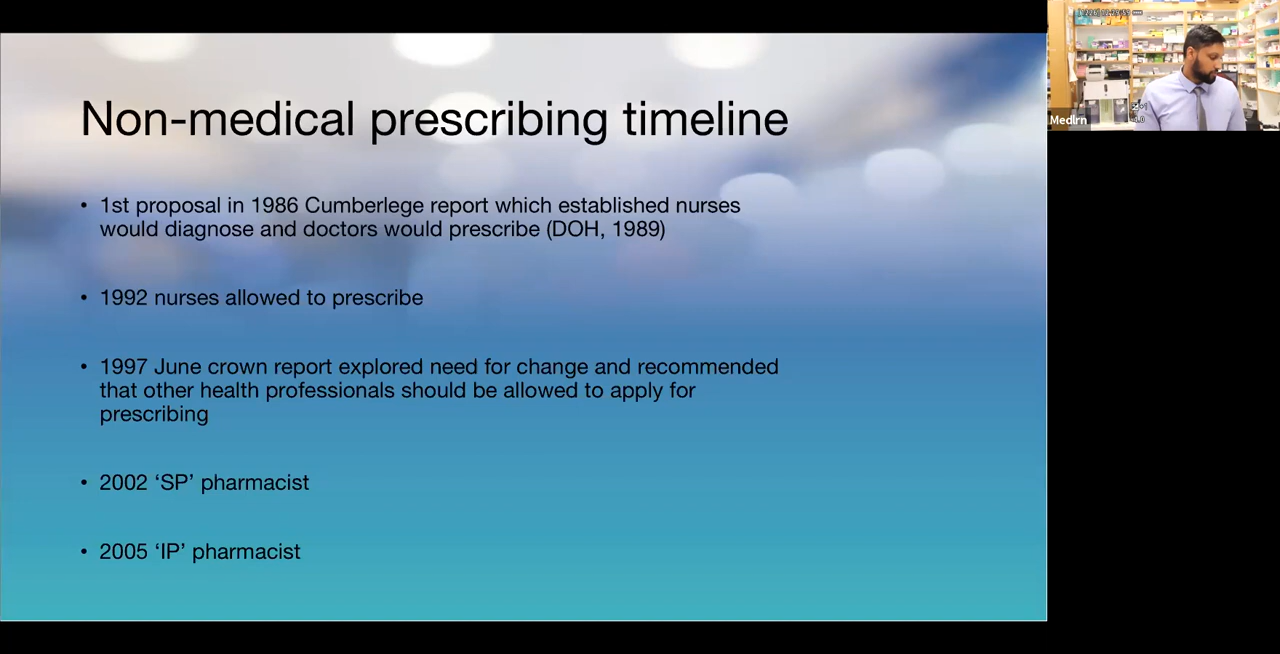 Non-medical prescribing timeline
• 1st proposal in 1986 Cumberlege report which established nurses
would diagnose and doctors would prescribe (DOH, 1989)
• 1992 nurses allowed to prescribe
• 1997 June crown report explored need for change and recommended
that other health professionals should be allowed to apply for
prescribing
• 2002 ‘SP’ pharmacist
• 2005 ‘IP’ pharmacist
Medlrn